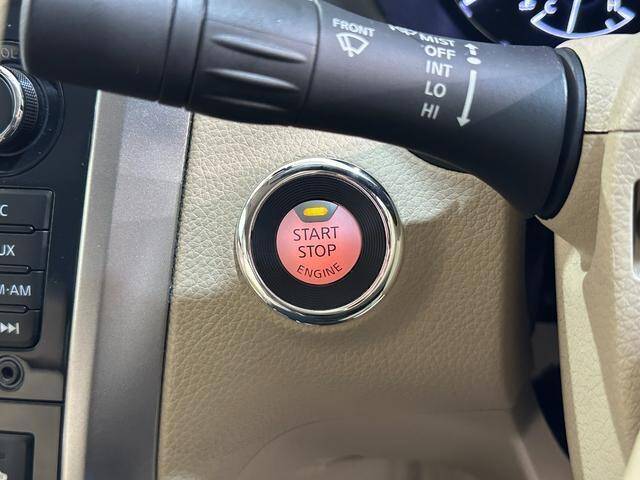 FRONT
MIST
OFF
INT
LO
HI
START
STOP
ENGINE
C
H
UX
M·AM